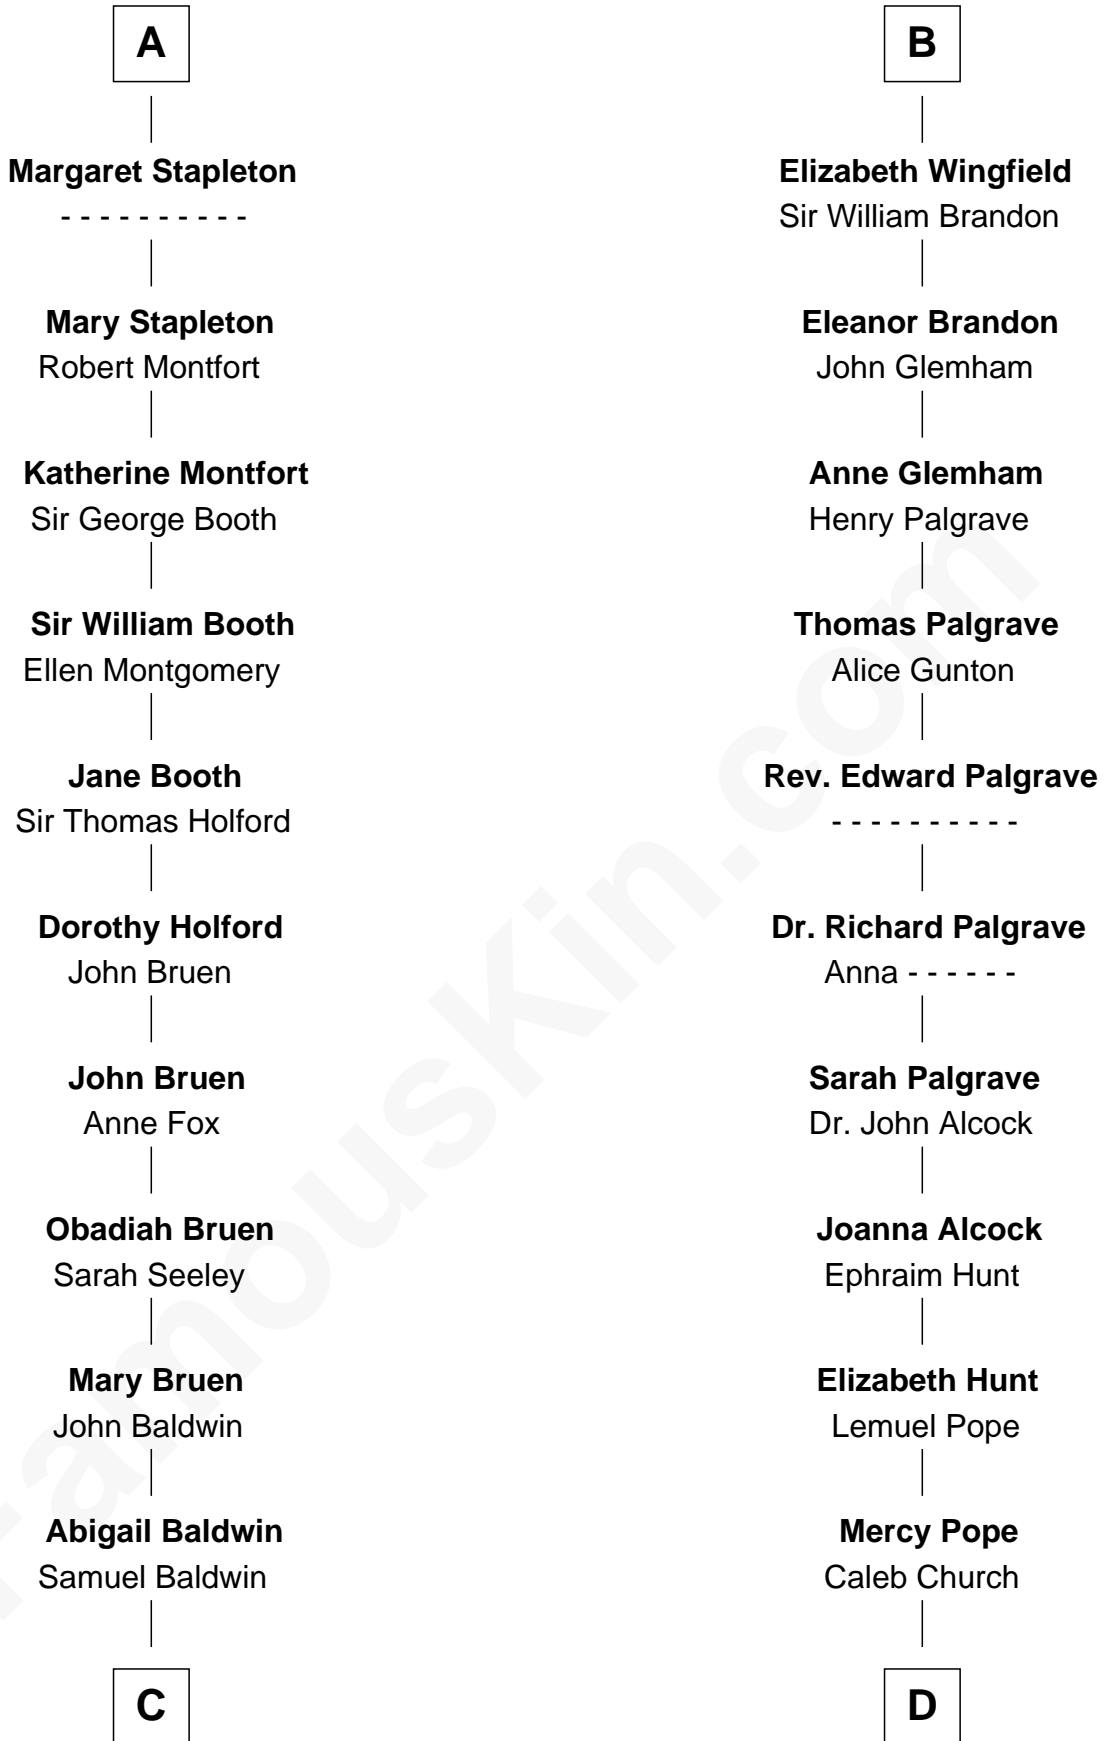 A
Margaret Stapleton
- - - - - - - - - -
Mary Stapleton
Robert Montfort
Katherine Montfort
Sir George Booth
Sir William Booth
Ellen Montgomery
Jane Booth
Sir Thomas Holford
Dorothy Holford
John Bruen
John Bruen
Anne Fox
Obadiah Bruen
Sarah Seeley
Mary Bruen
John Baldwin
Abigail Baldwin
Samuel Baldwin
C
B
Elizabeth Wingfield
Sir William Brandon
Eleanor Brandon
John Glemham
Anne Glemham
Henry Palgrave
Thomas Palgrave
Alice Gunton
Rev. Edward Palgrave
- - - - - - - - - -
Dr. Richard Palgrave
Anna - - - - - -
Sarah Palgrave
Dr. John Alcock
Joanna Alcock
Ephraim Hunt
Elizabeth Hunt
Lemuel Pope
Mercy Pope
Caleb Church
D
FamousKin.com